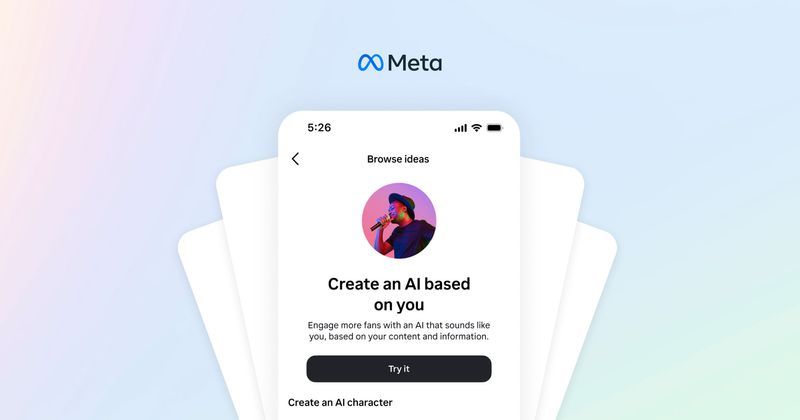 Meta
5:26
Browse ideas
Create an AI based
on you
Engage more fans with an AI that sounds like
you, based on your content and information.
Try it
Create an AI character